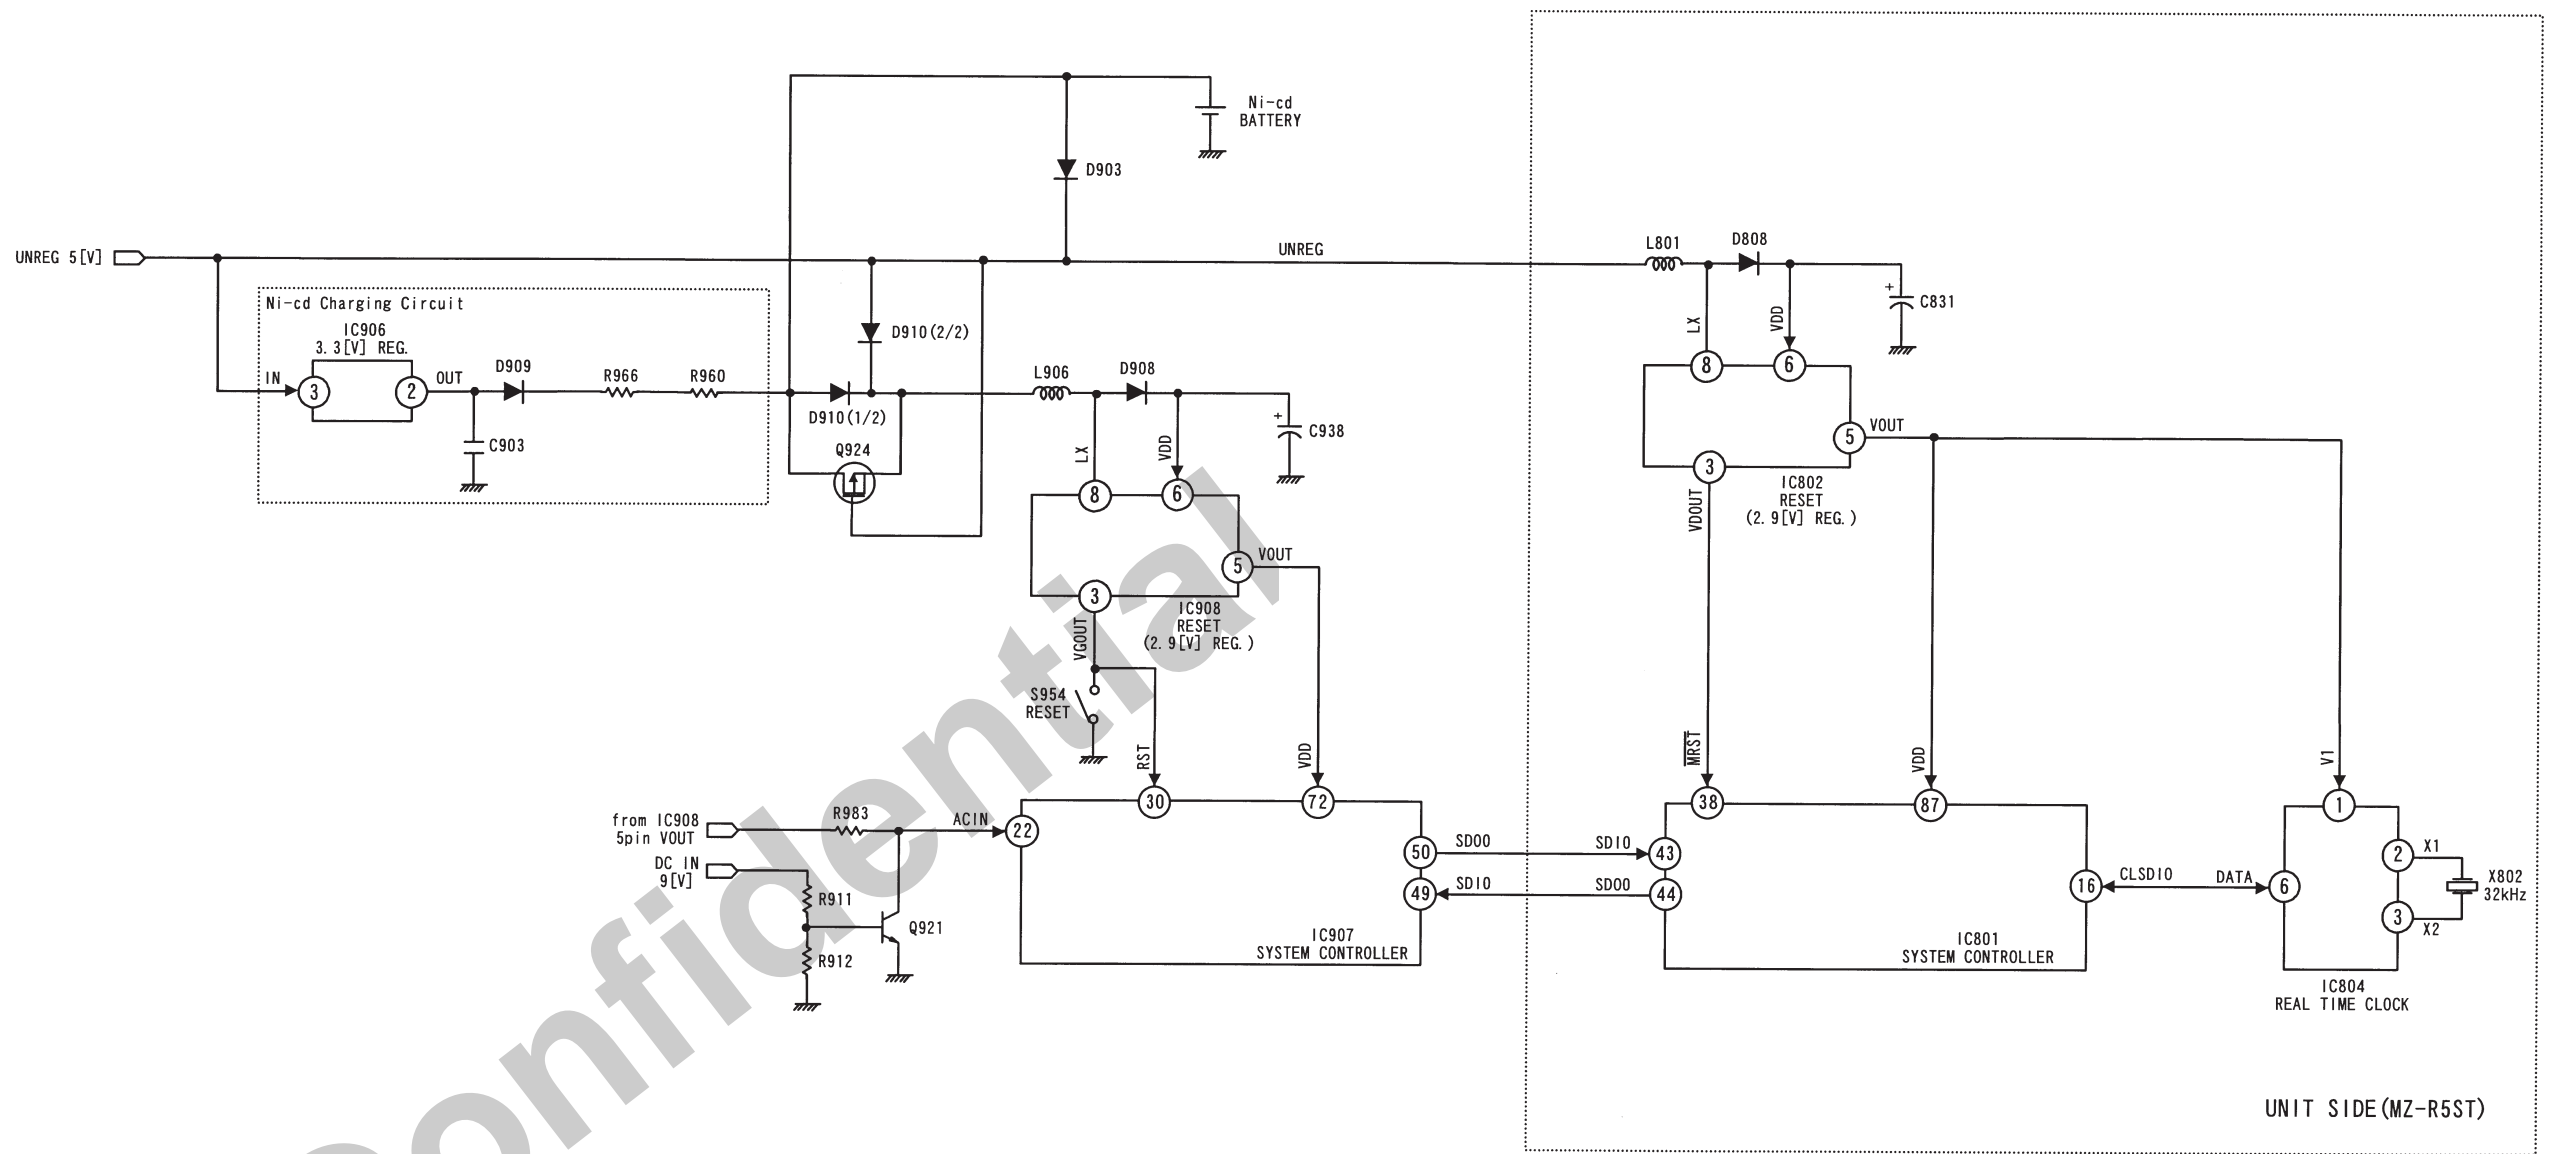 Ni-cd
BATTERY
D903
UNREG 5[V]
UNREG
L801
D808
C831
LX
VDD
Ni-cd Charging Circuit
IC906
3.3[V] REG.
IN
3
2
OUT
D909
R966
R960
C903
D910(2/2)
D910(1/2)
Q924
L906
D908
C938
+
+
LX
VDD
8
6
5
VOUT
3
IC908
RESET
(2.9[V] REG.)
VGOUT
S954
RESET
RST
VDD
8
6
5
VOUT
3
IC802
RESET
(2.9[V] REG.)
VDOUT
MRST
VDD
V1
from IC908
5pin VOUT
R983
ACIN
22
30
72
DC IN
9[V]
R911
R912
Q921
50
SDO0
SDI0
43
49
SDI0
SDO0
44
IC907
SYSTEM CONTROLLER
38
87
16
CLSDIO
DATA
6
IC801
SYSTEM CONTROLLER
1
2
X1
3
X2
X802
32kHz
IC804
REAL TIME CLOCK
UNIT SIDE(MZ-R5ST)
Confidential